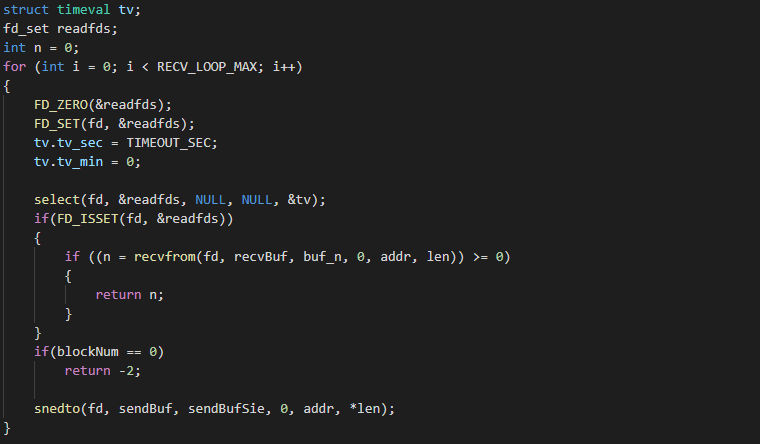 struct timeval tv;
fd_set readfds;
int n = 0;
for (int i = 0; i < RECV_LOOP_MAX; i++)
{
    FD_ZERO(&readfds);
    FD_SET(fd, &readfds);
    tv.tv_sec = TIMEOUT_SEC;
    tv.tv_min = 0;

    select(fd, &readfds, NULL, NULL, &tv);
    if(FD_ISSET(fd, &readfds))
    {
        if ((n = recvfrom(fd, recvBuf, buf_n, 0, addr, len)) >= 0)
        {
            return n;
        }
    }
    if(blockNum == 0)
        return -2;

    snedto(fd, sendBuf, sendBufSie, 0, addr, *len);
}